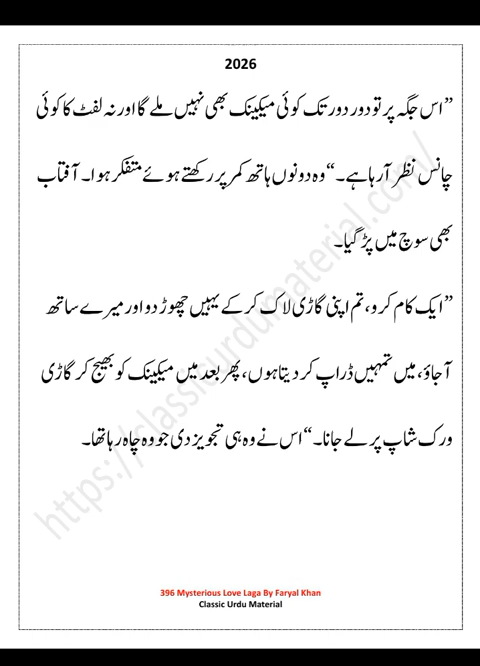 2026
”اس جگہ پر تو دور دور تک کوئی میکینک بھی نہیں ملے گا اور نہ لفٹ کا کوئی
چانس نظر آ رہا ہے۔“ وہ دونوں ہاتھ کمر پر رکھتے ہوئے متفکر ہوا۔ آفتاب
بھی سوچ میں پڑ گیا۔
”ایک کام کرو، تم اپنی گاڑی لاک کر کے یہیں چھوڑ دو اور میرے ساتھ
آ جاؤ، میں تمہیں ڈراپ کر دیتا ہوں، پھر بعد میں میکینک کو بھیج کر گاڑی
ورک شاپ پر لے جانا۔“ اس نے وہ ہی تجویز دی جو وہ چاہ رہا تھا۔
https://classicurdumaterial.com/
396 Mysterious Love Laga By Faryal Khan
Classic Urdu Material